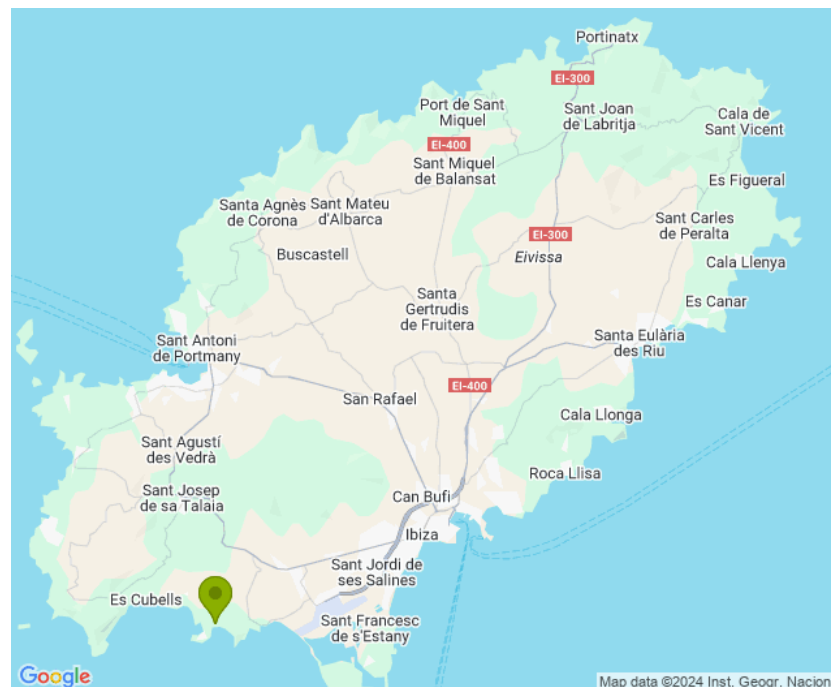 Portinatx
EI-300
Port de Sant
Miquel
Sant Joan
de Labritja
Cala de
Sant Vicent
EI-400
Sant Miquel
de Balansat
Es Figueral
Santa Agnès
de Corona
Sant Mateu
d'Albarca
Sant Carles
de Peralta
EI-300
Buscastell
Eivissa
Cala Llenya
Santa
Gertrudis
de Fruitera
Es Canar
Sant Antoni
de Portmany
Santa Eulària
des Riu
EI-400
San Rafael
Cala Llonga
Sant Agustí
des Vedrà
Roca Llisa
Sant Josep
de sa Talaia
Can Bufi
Ibiza
Sant Jordi de
ses Salines
Es Cubells
Sant Francesc
de s'Estany
Google
Map data ©2024 Inst. Geogr. Nacion